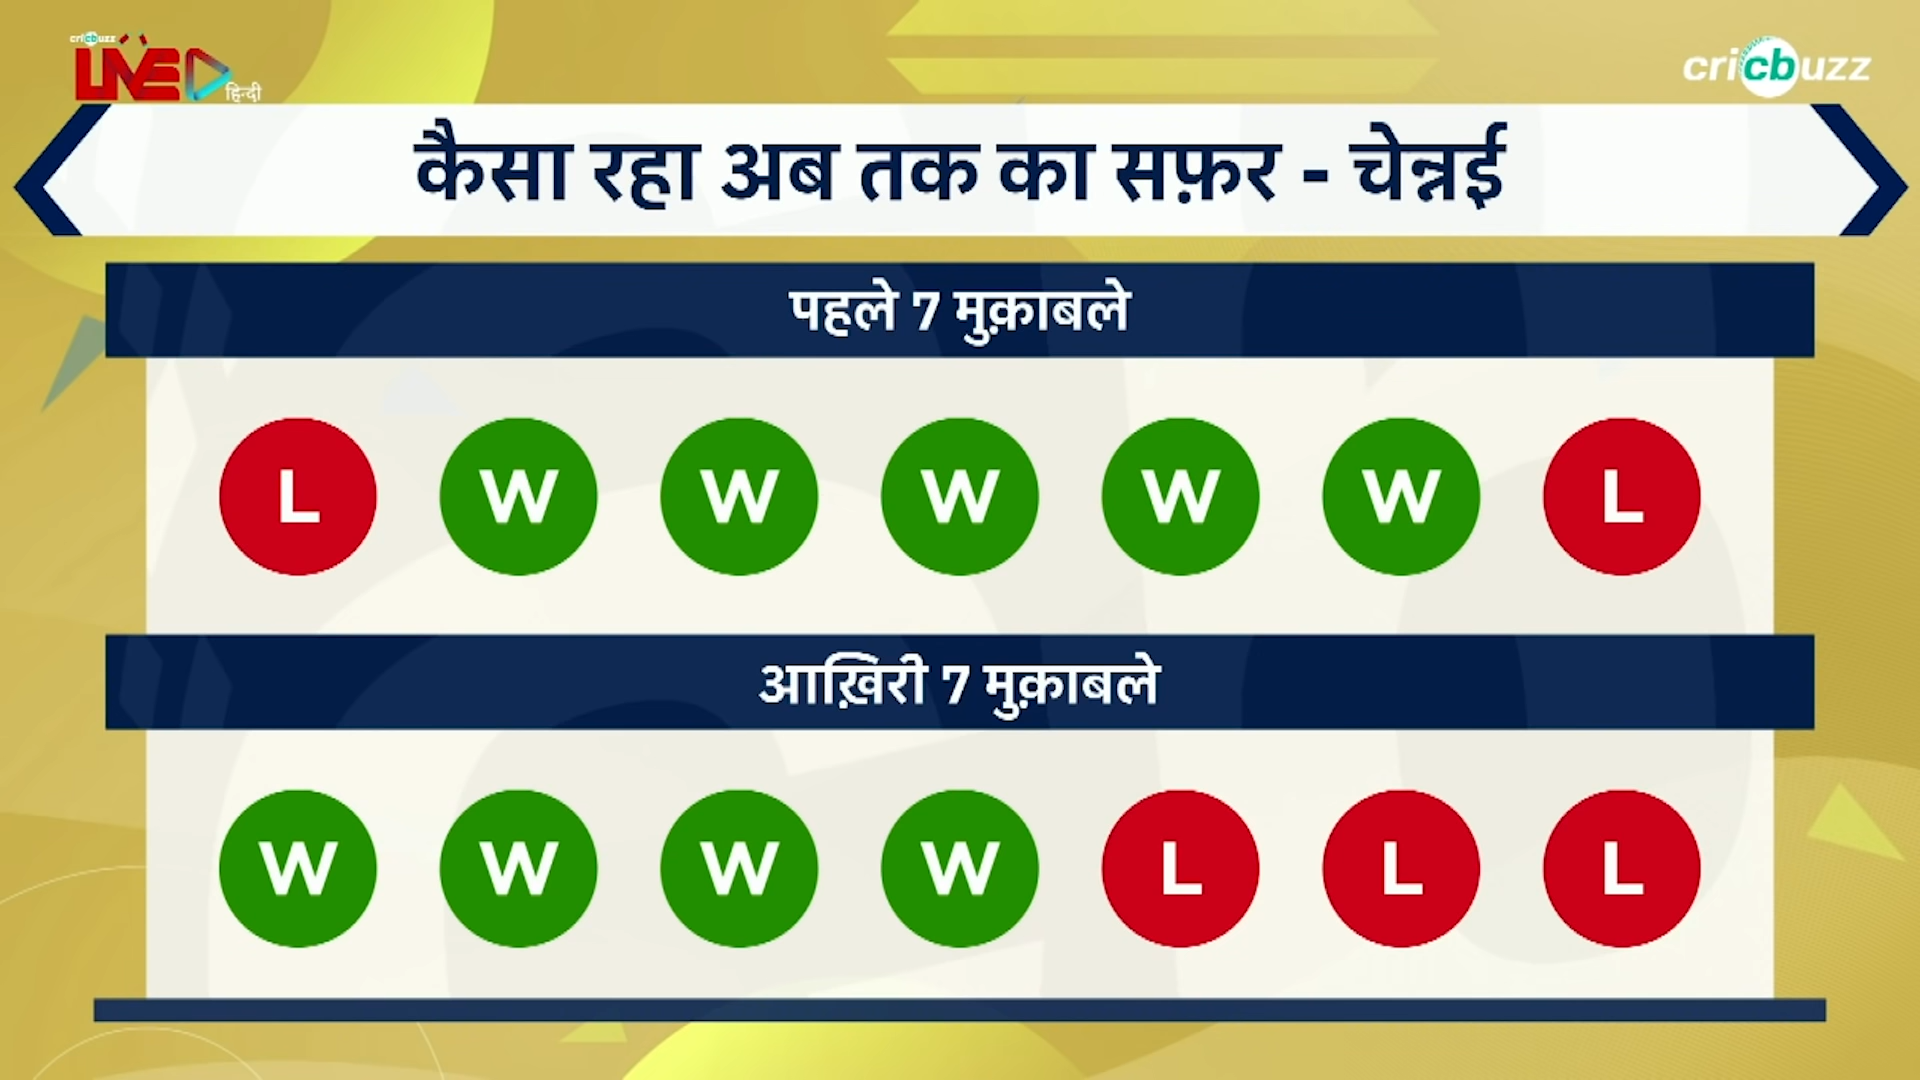 cricbuzz
LIVE
हिन्दी
cricbuzz
कैसा रहा अब तक का सफ़र - चेन्नई
पहले 7 मुक़ाबले
L W W W W W L
आख़िरी 7 मुक़ाबले
W W W W L L L